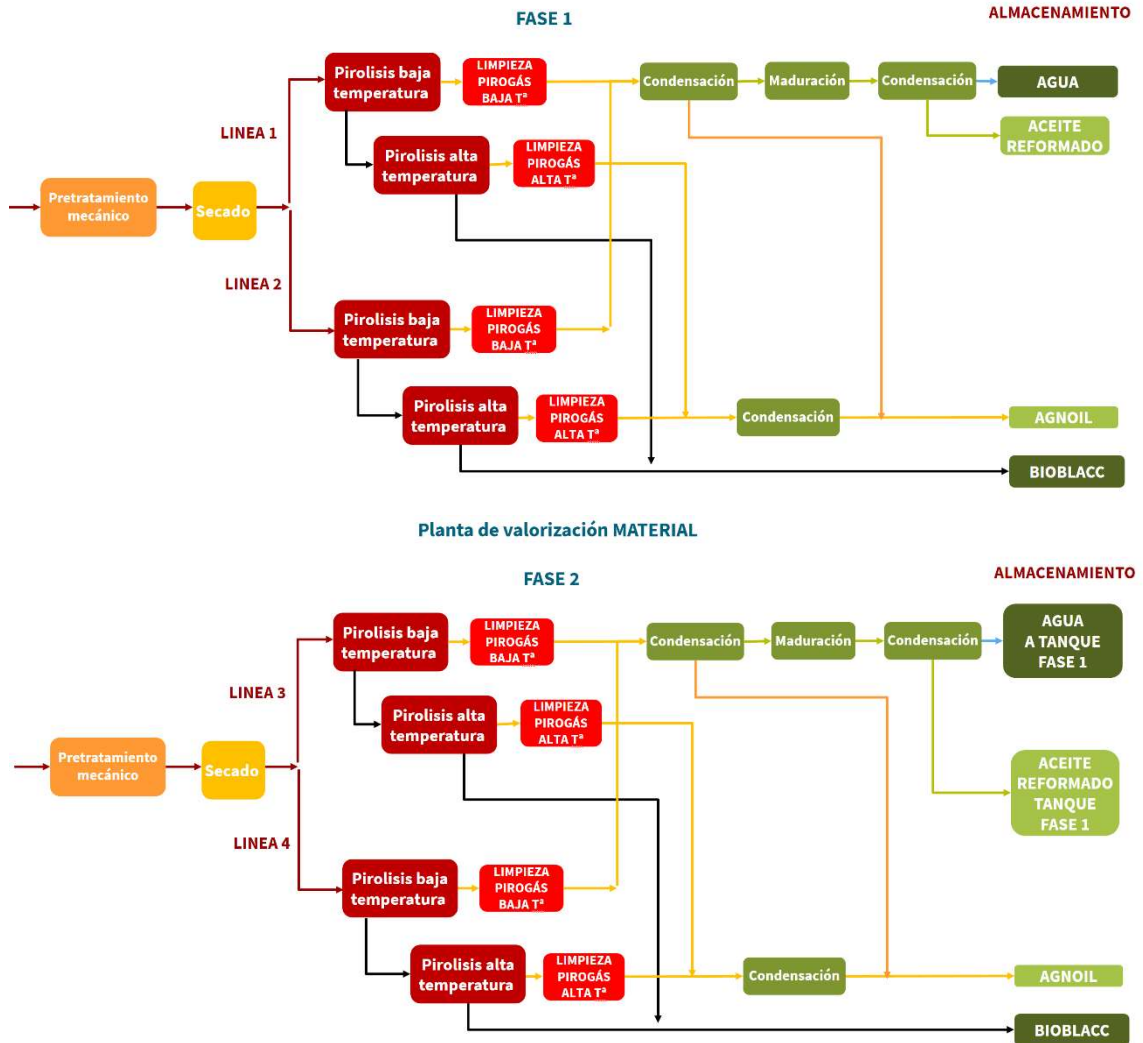 FASE 1
ALMACENAMIENTO
Pirolisis baja
temperatura
LIMPIEZA
PIROGÁS
BAJA Tª
Condensación
Maduración
Condensación
AGUA
LINEA 1
ACEITE
REFORMADO
Pirolisis alta
temperatura
LIMPIEZA
PIROGÁS
ALTA Tª
Pretratamiento
mecánico
Secado
LINEA 2
Pirolisis baja
temperatura
LIMPIEZA
PIROGÁS
BAJA Tª
Pirolisis alta
temperatura
LIMPIEZA
PIROGÁS
ALTA Tª
Condensación
AGNOIL
BIOBLACC
Planta de valorización MATERIAL
FASE 2
ALMACENAMIENTO
Pirolisis baja
temperatura
LIMPIEZA
PIROGÁS
BAJA Tª
Condensación
Maduración
Condensación
AGUA
A TANQUE
FASE 1
LINEA 3
Pirolisis alta
temperatura
LIMPIEZA
PIROGÁS
ALTA Tª
Pretratamiento
mecánico
Secado
ACEITE
REFORMADO
TANQUE
FASE 1
LINEA 4
Pirolisis baja
temperatura
LIMPIEZA
PIROGÁS
BAJA Tª
Pirolisis alta
temperatura
LIMPIEZA
PIROGÁS
ALTA Tª
Condensación
AGNOIL
BIOBLACC